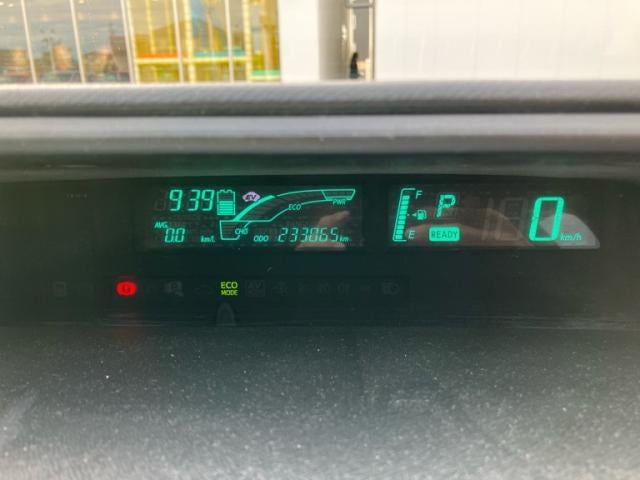 9:39 EV ECO PWR
AVG.
0.0 km/L CHG ODO 233065 km
F
E
P
READY
0 km/h
ECO
MODE